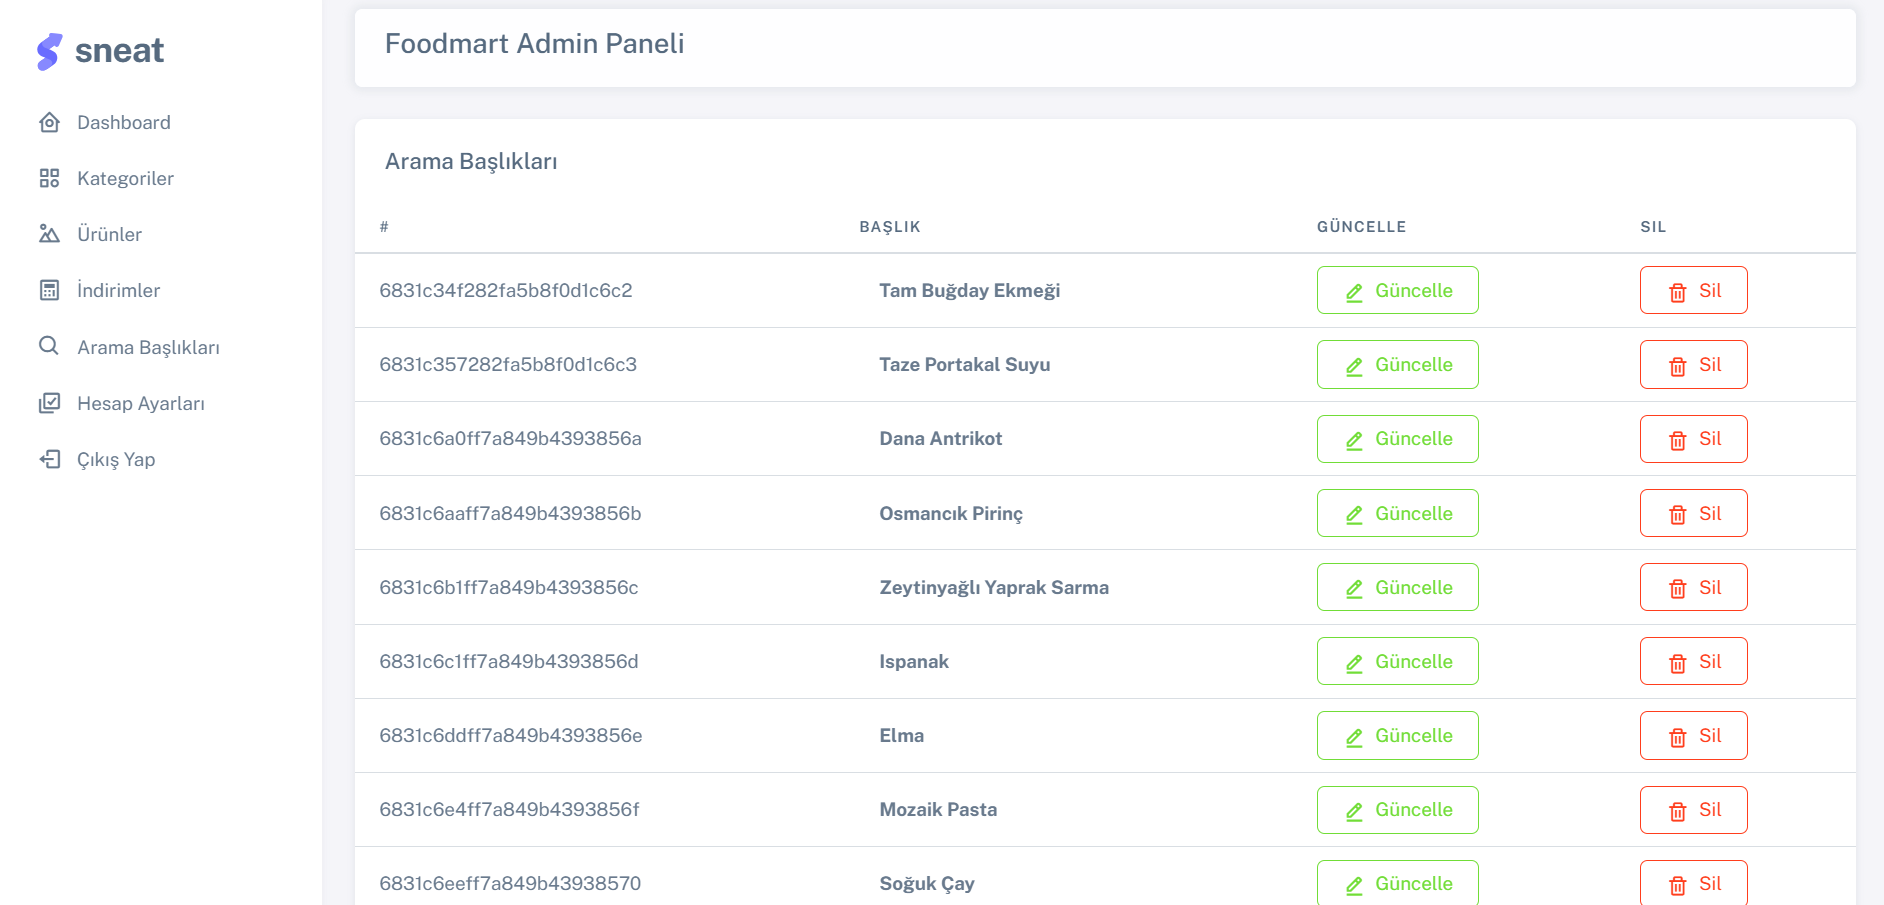 sneat
Dashboard
Kategoriler
Ürünler
İndirimler
Arama Başlıkları
Hesap Ayarları
Çıkış Yap
Foodmart Admin Paneli
Arama Başlıkları
# BAŞLIK GÜNCELLE SIL
6831c34f282fa5b8f0d1c6c2 Tam Buğday Ekmeği Güncelle Sil
6831c357282fa5b8f0d1c6c3 Taze Portakal Suyu Güncelle Sil
6831c6a0ff7a849b4393856a Dana Antrikot Güncelle Sil
6831c6aaff7a849b4393856b Osmancık Pirinç Güncelle Sil
6831c6b1ff7a849b4393856c Zeytinyağlı Yaprak Sarma Güncelle Sil
6831c6c1ff7a849b4393856d Ispanak Güncelle Sil
6831c6ddff7a849b4393856e Elma Güncelle Sil
6831c6e4ff7a849b4393856f Mozaik Pasta Güncelle Sil
6831c6eeff7a849b43938570 Soğuk Çay Güncelle Sil